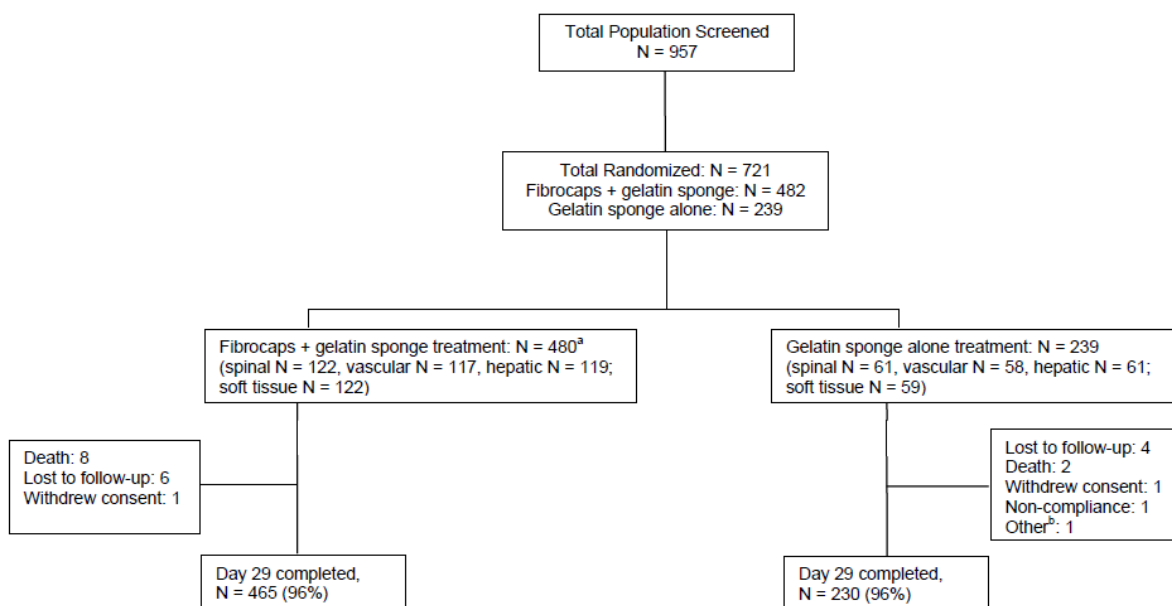 Total Population Screened
N = 957
Total Randomized: N = 721
Fibrocaps + gelatin sponge: N = 482
Gelatin sponge alone: N = 239
Fibrocaps + gelatin sponge treatment: N = 480ᵃ
(spinal N = 122, vascular N = 117, hepatic N = 119;
soft tissue N = 122)
Gelatin sponge alone treatment: N = 239
(spinal N = 61, vascular N = 58, hepatic N = 61;
soft tissue N = 59)
Death: 8
Lost to follow-up: 6
Withdrew consent: 1
Lost to follow-up: 4
Death: 2
Withdrew consent: 1
Non-compliance: 1
Otherᵇ: 1
Day 29 completed,
N = 465 (96%)
Day 29 completed,
N = 230 (96%)